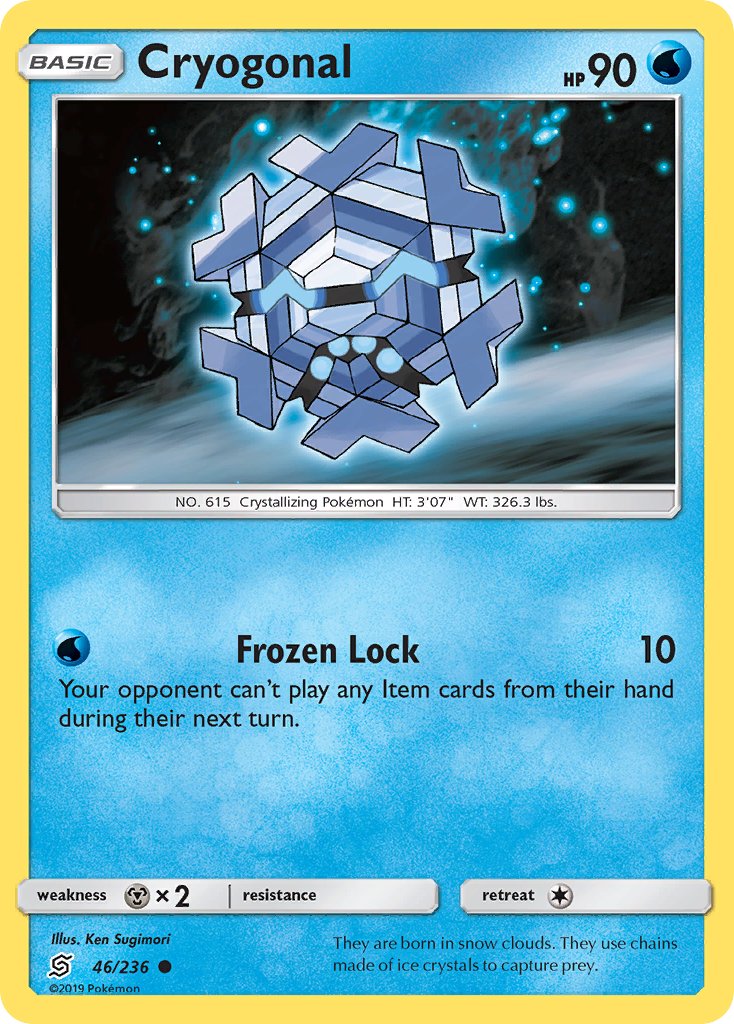 BASIC Cryogonal HP 90
NO. 615 Crystallizing Pokémon HT: 3'07" WT: 326.3 lbs.
Frozen Lock 10
Your opponent can't play any Item cards from their hand
during their next turn.
weakness ×2 resistance retreat
Illus. Ken Sugimori
46/236
©2019 Pokémon
They are born in snow clouds. They use chains
made of ice crystals to capture prey.